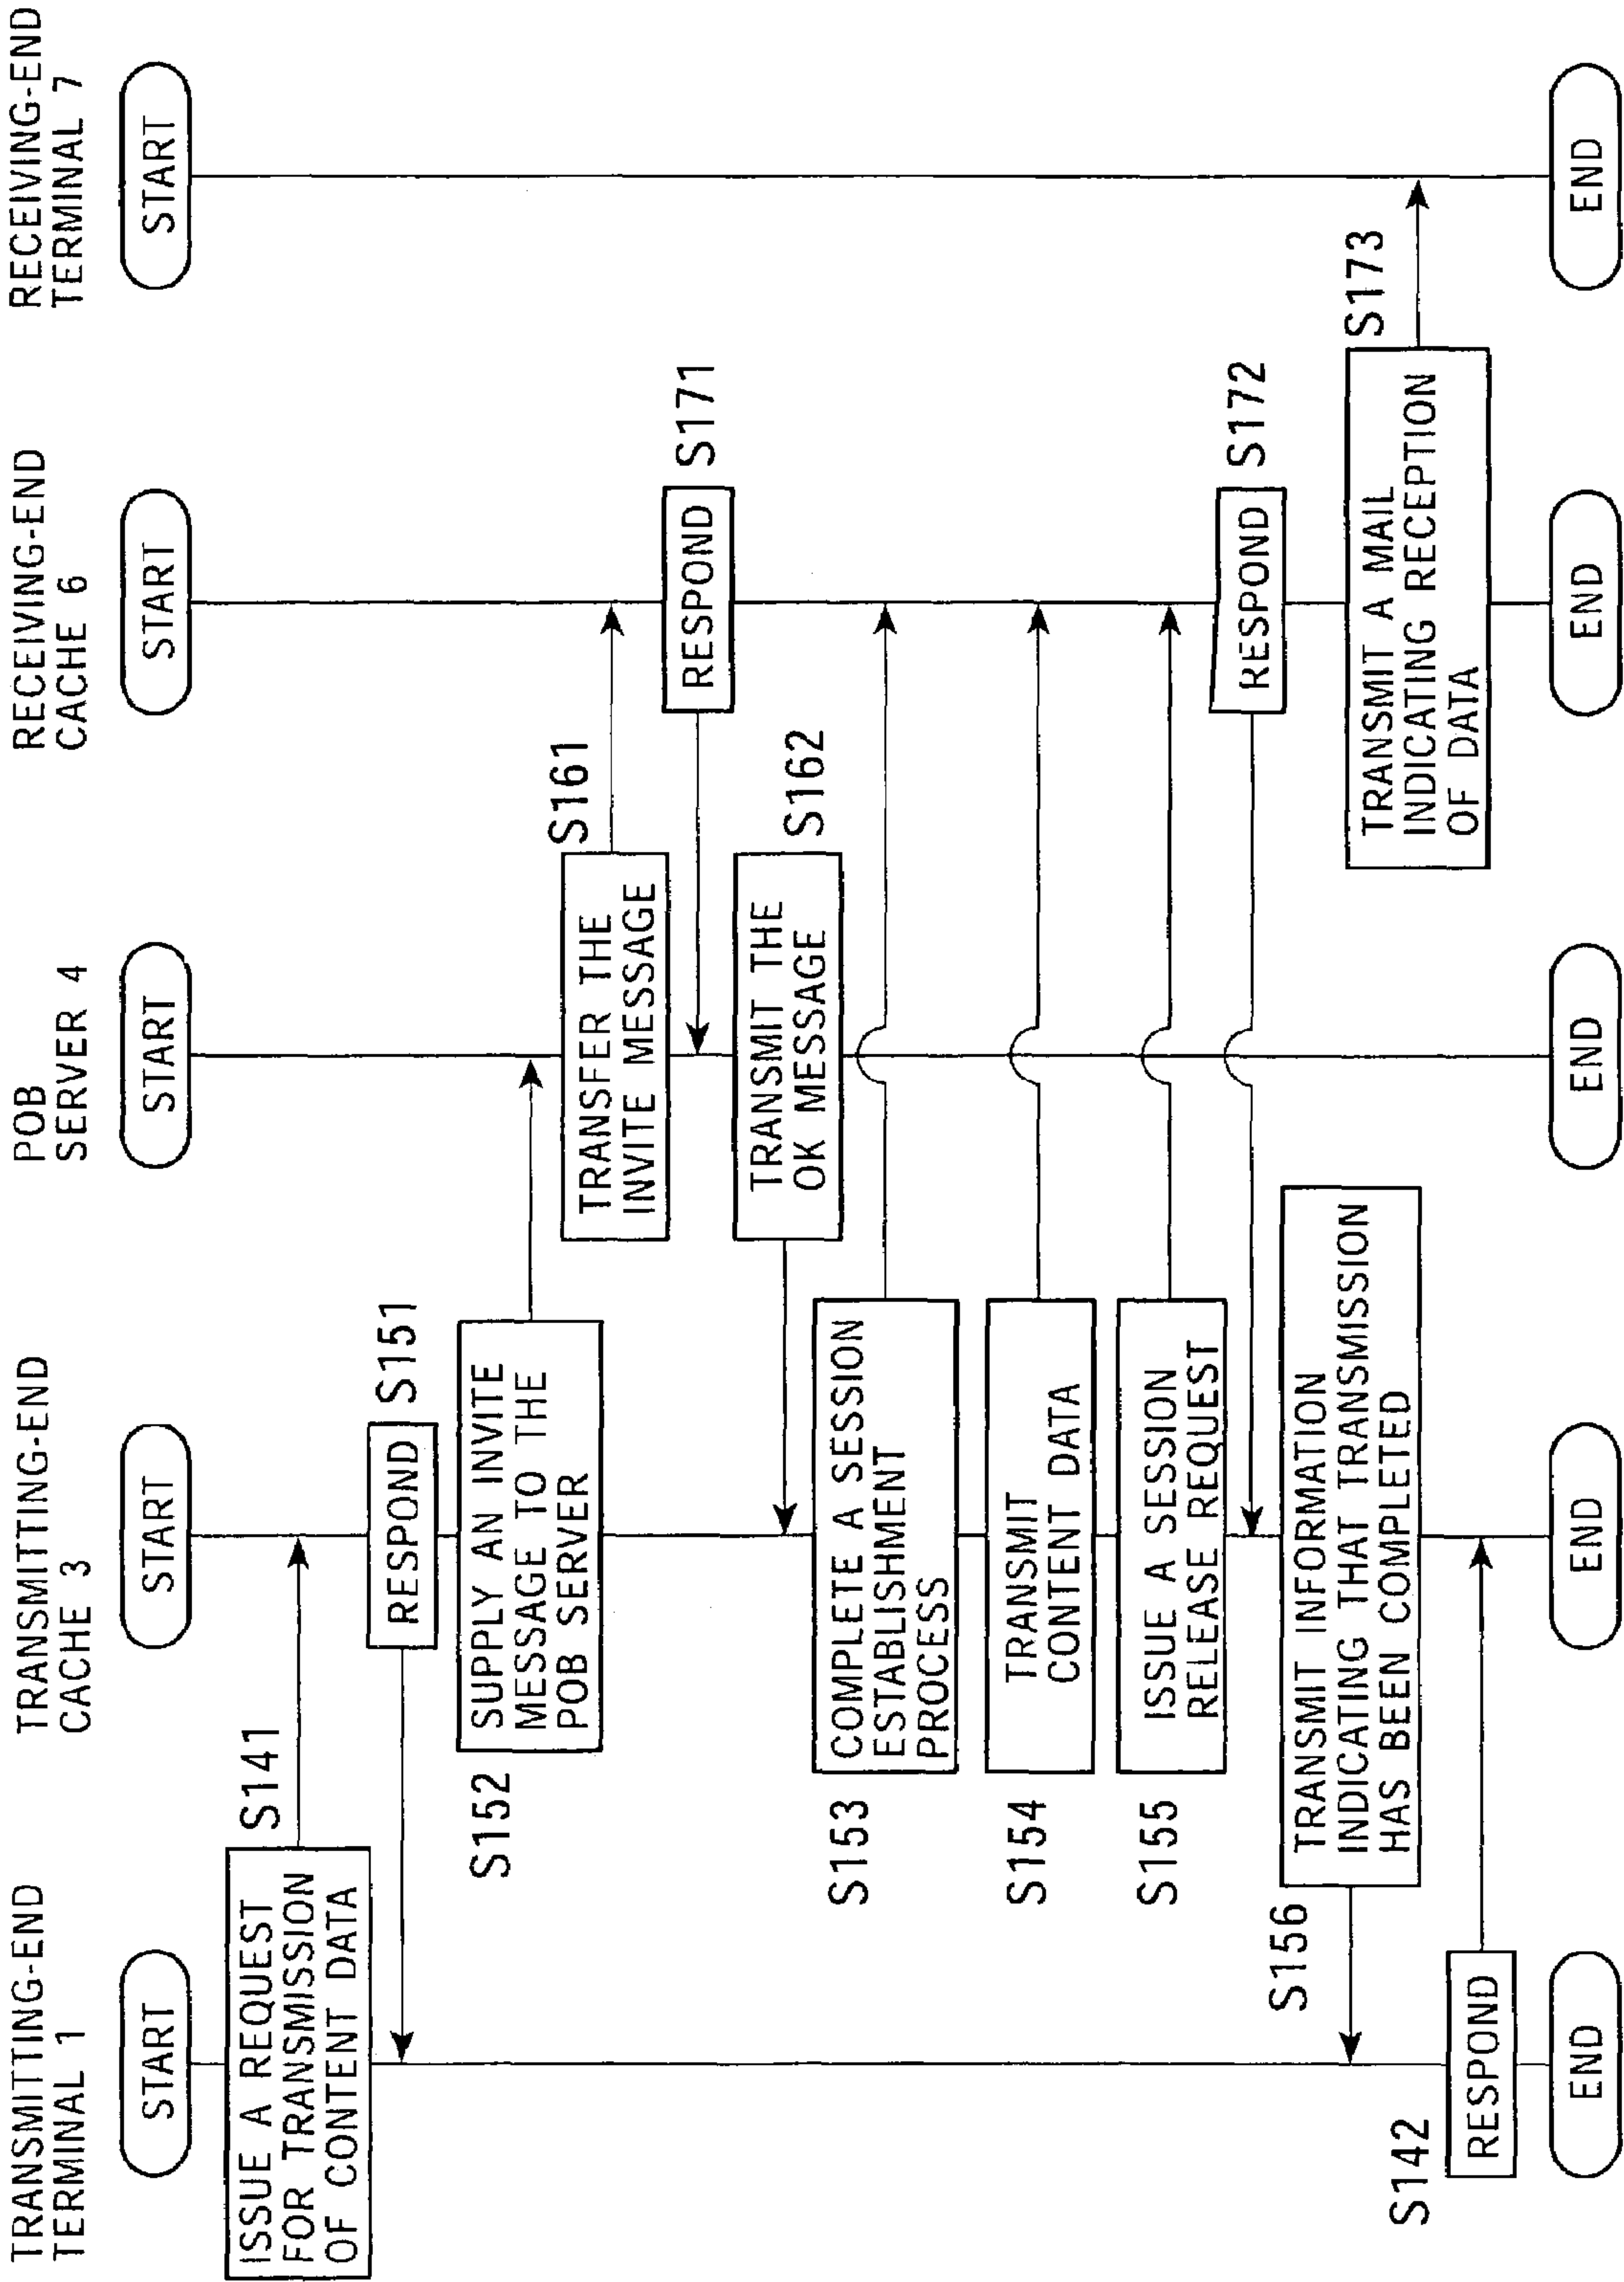 TRANSMITTING-END
TERMINAL 1
TRANSMITTING-END
CACHE 3
POB
SERVER 4
RECEIVING-END
CACHE 6
RECEIVING-END
TERMINAL 7
START
START
START
START
START
ISSUE A REQUEST
FOR TRANSMISSION
OF CONTENT DATA
S141
RESPOND
S151
S152
SUPPLY AN INVITE
MESSAGE TO THE
POB SERVER
TRANSFER THE
INVITE MESSAGE
S161
RESPOND
S171
TRANSMIT THE
OK MESSAGE
S162
S153
COMPLETE A SESSION
ESTABLISHMENT
PROCESS
S154
TRANSMIT
CONTENT DATA
S155
ISSUE A SESSION
RELEASE REQUEST
RESPOND
S172
S156
TRANSMIT INFORMATION
INDICATING THAT TRANSMISSION
HAS BEEN COMPLETED
TRANSMIT A MAIL
INDICATING RECEPTION
OF DATA
S173
S142
RESPOND
END
END
END
END
END